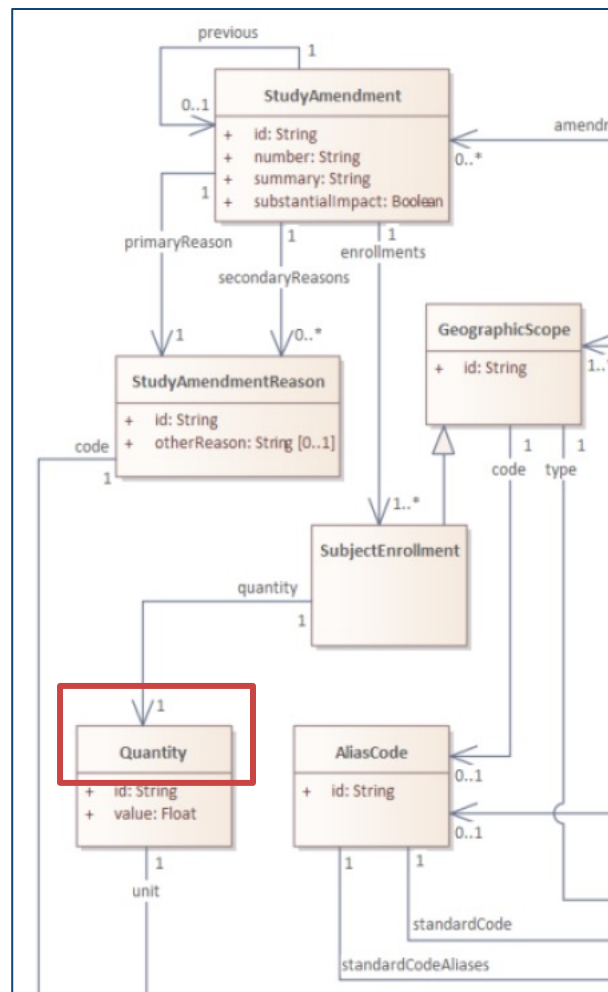 previous
1
0..1
StudyAmendment
+ id: String
+ number: String
+ summary: String
+ substantialImpact: Boolean
0..*
1
primaryReason
1
secondaryReasons
1
enrollments
1
0..*
StudyAmendmentReason
+ id: String
+ otherReason: String [0..1]
code
1
GeographicScope
+ id: String
1
code
1
type
1..*
SubjectEnrollment
quantity
1
1
Quantity
+ id: String
+ value: Float
AliasCode
+ id: String
0..1
0..1
1
unit
1
1
standardCode
standardCodeAliases